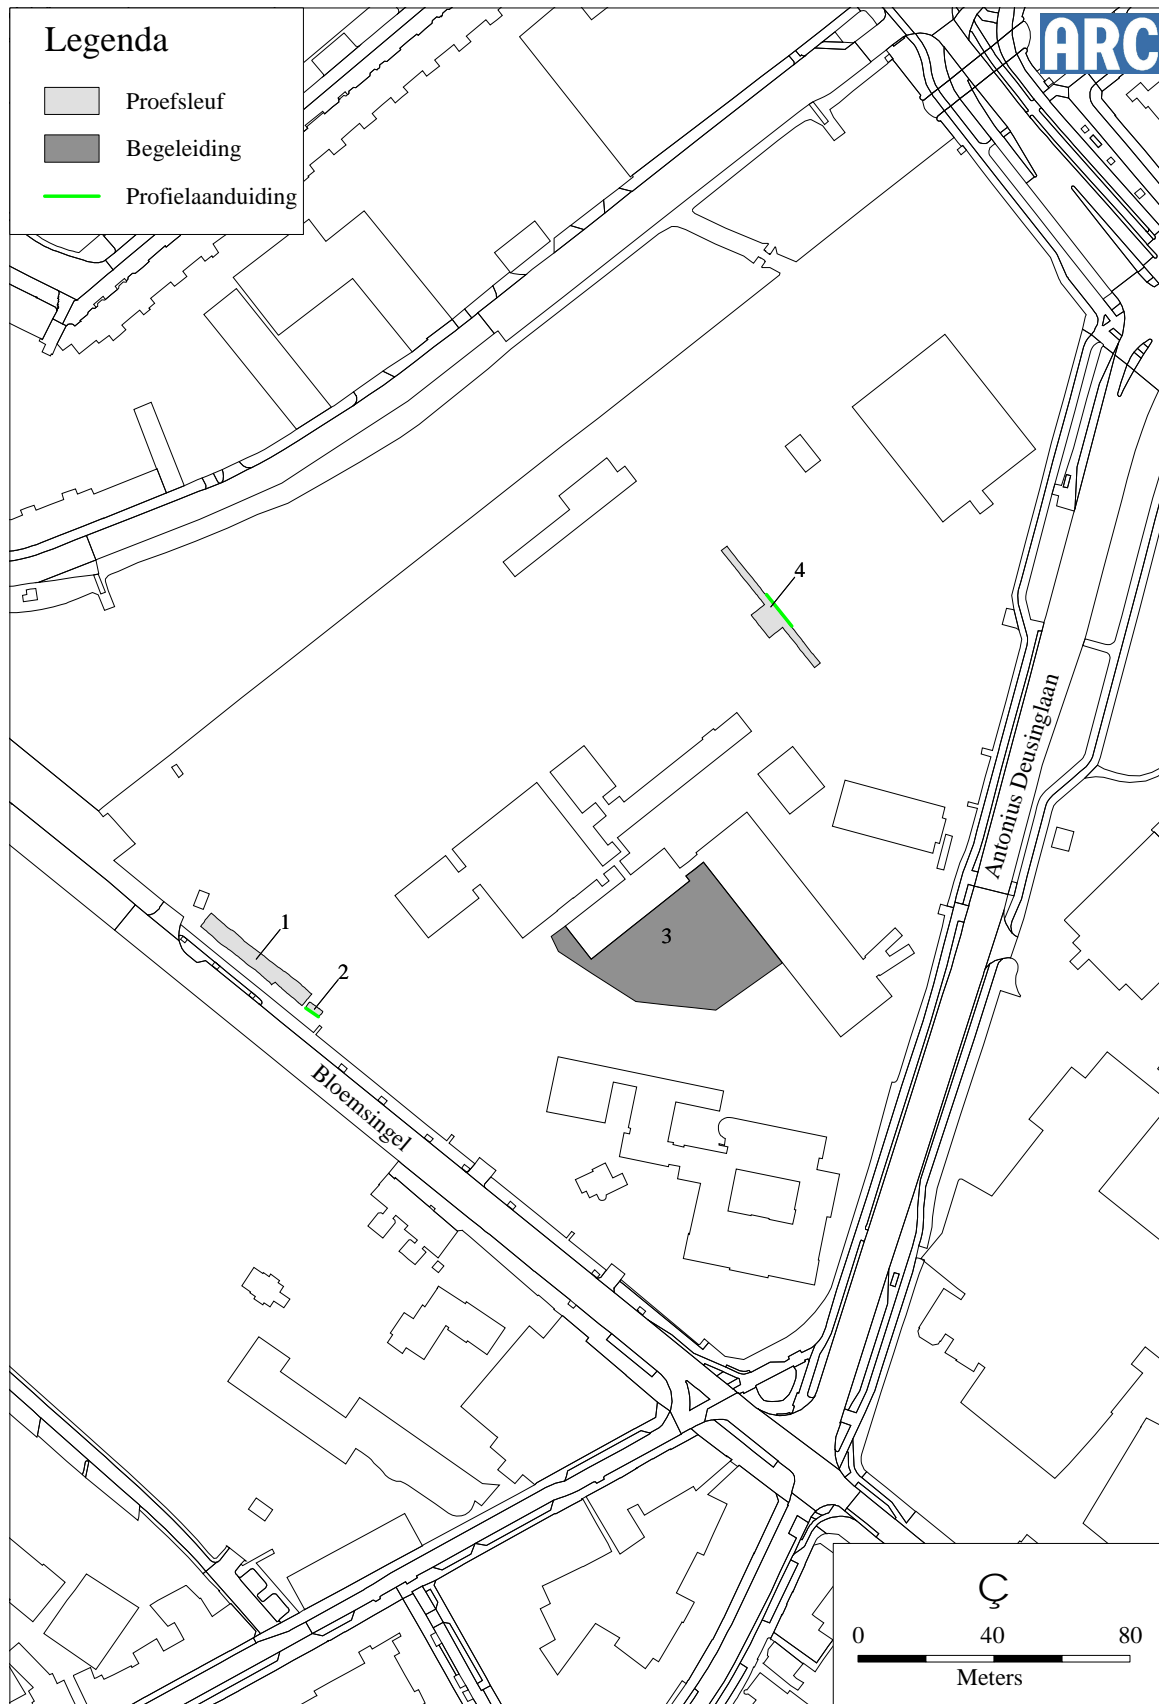 Legenda
ARC
Proefsleuf
Begeleiding
Profielaanduiding
4
Antonius Deusinglaan
1
3
2
Bloemsingel
Ç
0 40 80
Meters